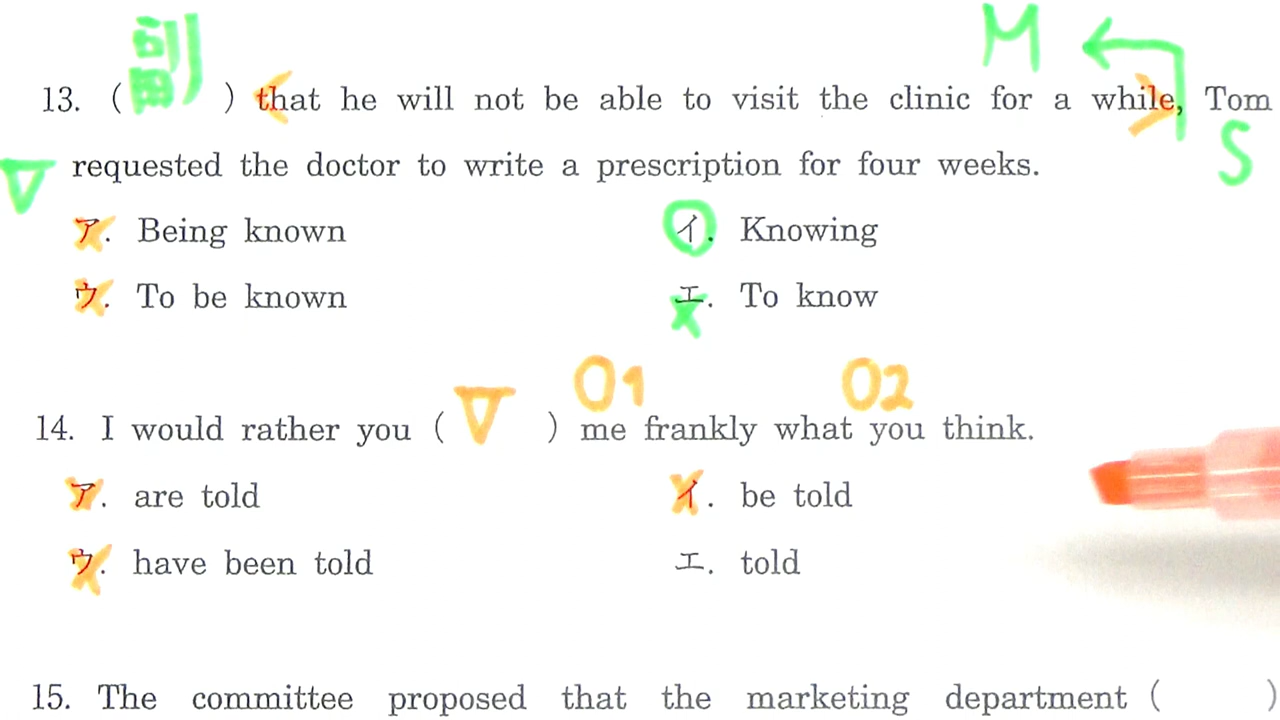 副 M
13. ( ) that he will not be able to visit the clinic for a while, Tom
S
V requested the doctor to write a prescription for four weeks.
ア. Being known イ. Knowing
ウ. To be known エ. To know
V O1 O2
14. I would rather you ( ) me frankly what you think.
ア. are told イ. be told
ウ. have been told エ. told
15. The committee proposed that the marketing department ( )